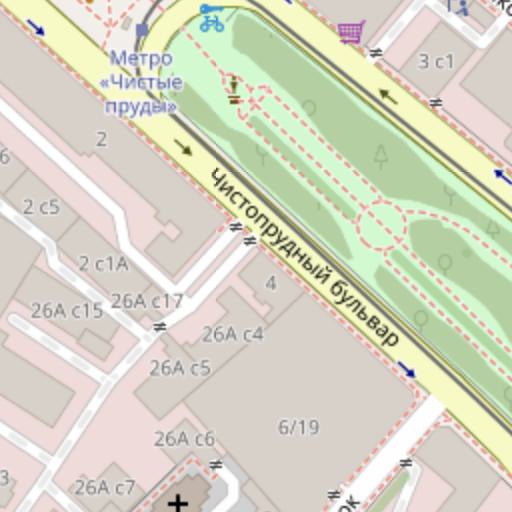 Метро
«Чистые
пруды»
3 с1
2
6
2 с5
Чистопрудный бульвар
2 с1А
26А с17
26А с15
4
26А с4
26А с5
26А с6
6/19
26А с7
3
ок